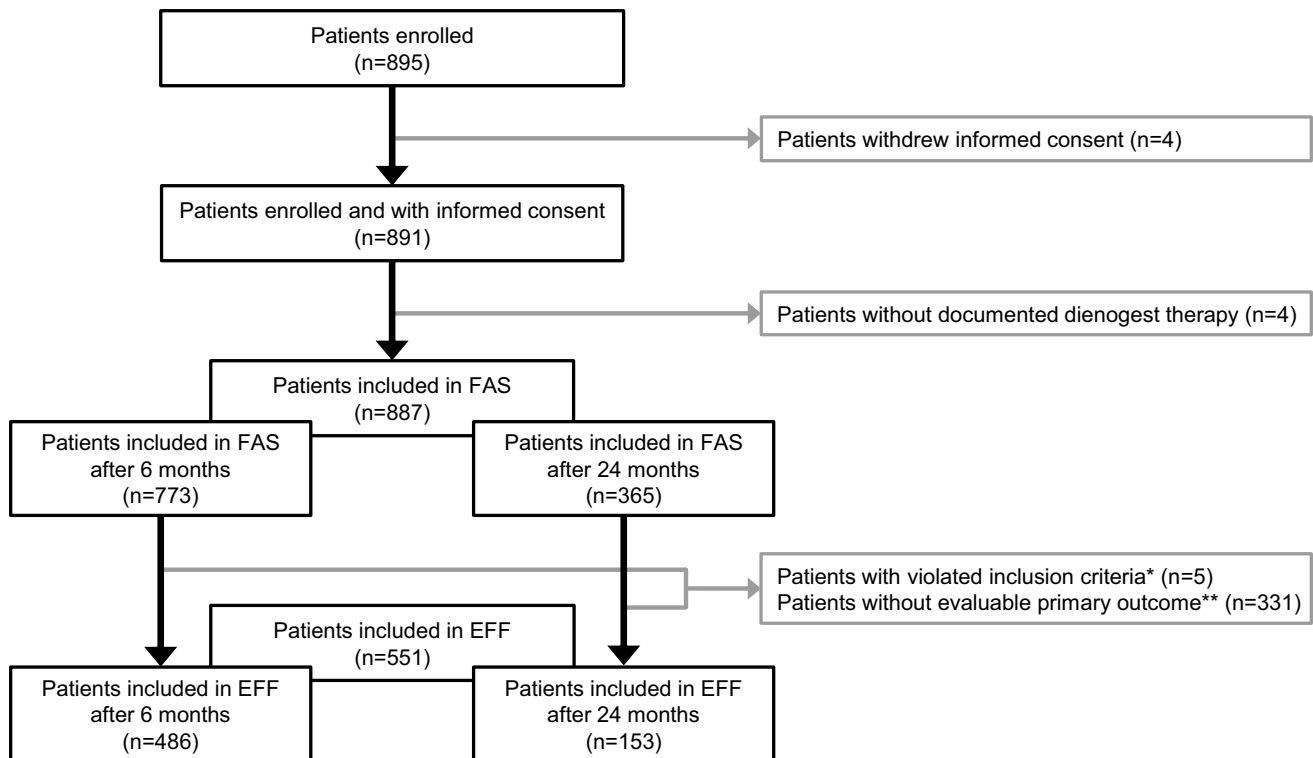 Patients enrolled
(n=895)
Patients withdrew informed consent (n=4)
Patients enrolled and with informed consent
(n=891)
Patients without documented dienogest therapy (n=4)
Patients included in FAS
(n=887)
Patients included in FAS
after 6 months
(n=773)
Patients included in FAS
after 24 months
(n=365)
Patients with violated inclusion criteria* (n=5)
Patients without evaluable primary outcome** (n=331)
Patients included in EFF
(n=551)
Patients included in EFF
after 6 months
(n=486)
Patients included in EFF
after 24 months
(n=153)